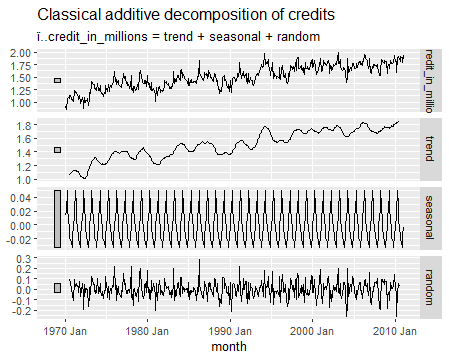 Classical additive decomposition of credits
ï..credit_in_millions = trend + seasonal + random
2.00
1.75
1.50
1.25
1.00
redit_in_millio
1.8
1.6
1.4
1.2
1.0
trend
0.04
0.02
0.00
-0.02
seasonal
0.3
0.2
0.1
0.0
-0.1
-0.2
random
1970 Jan 1980 Jan 1990 Jan 2000 Jan 2010 Jan
month